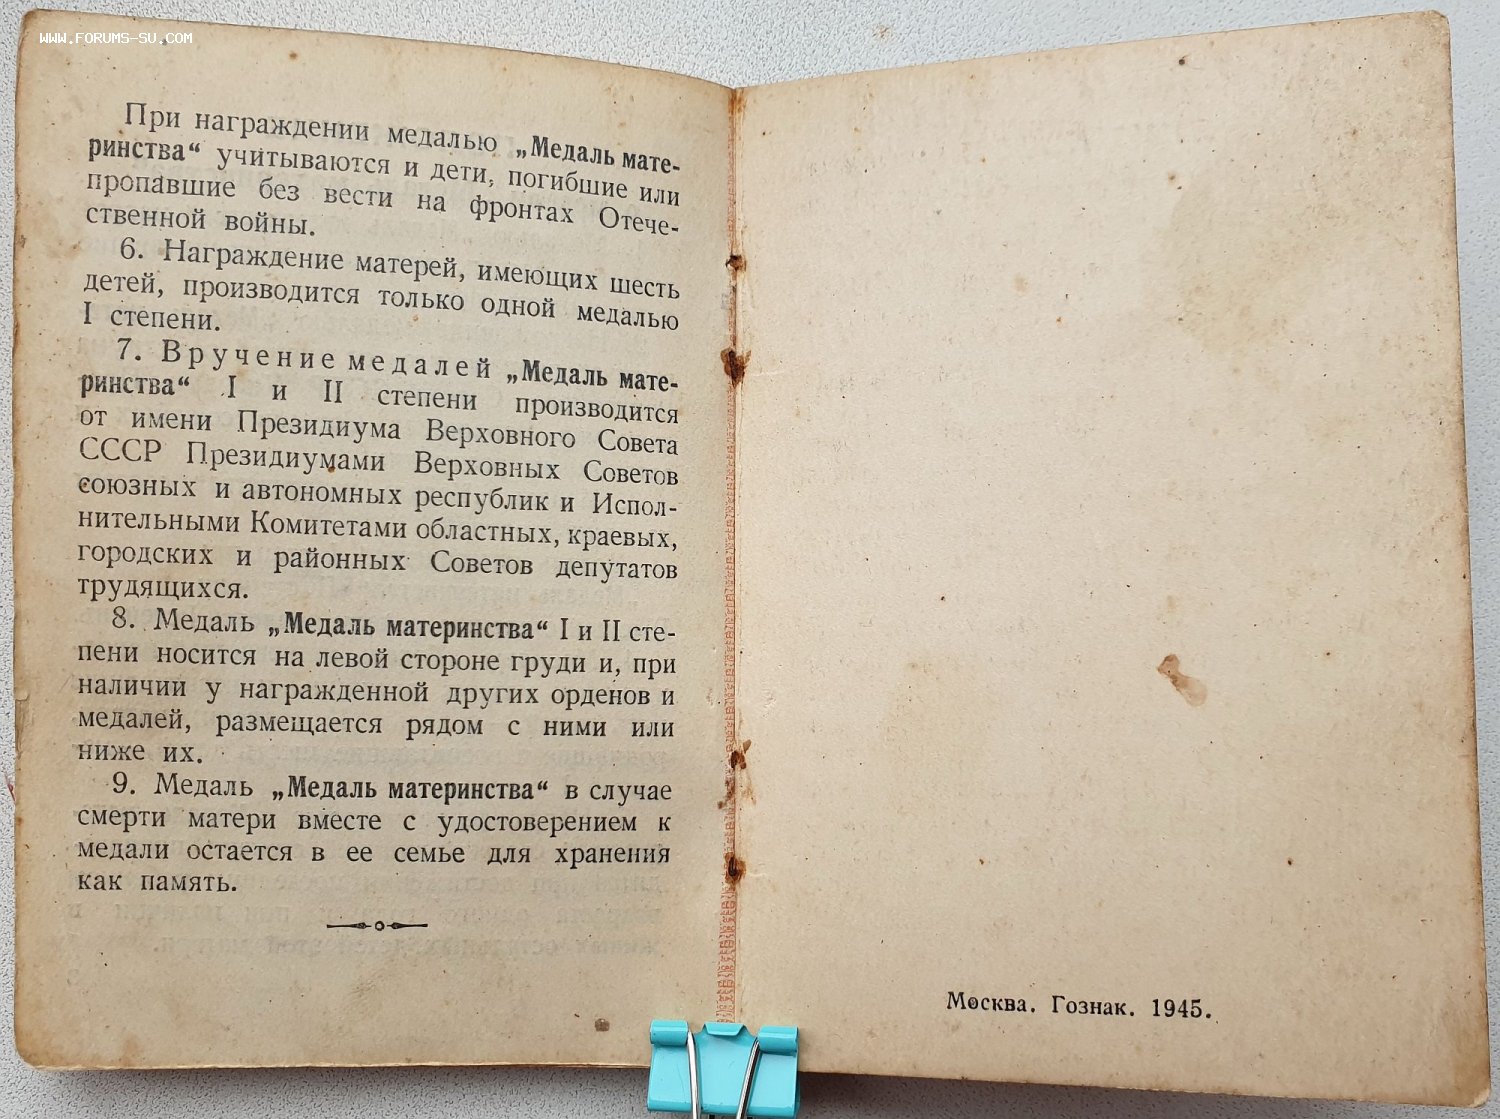 WWW.FORUMS-SU.COM
При награждении медалью „Медаль мате-
ринства“ учитываются и дети, погибшие или
пропавшие без вести на фронтах Отече-
ственной войны.
6. Награждение матерей, имеющих шесть
детей, производится только одной медалью
I степени.
7. Вручение медалей „Медаль мате-
ринства“ I и II степени производится
от имени Президиума Верховного Совета
СССР Президиумами Верховных Советов
союзных и автономных республик и Испол-
нительными Комитетами областных, краевых,
городских и районных Советов депутатов
трудящихся.
8. Медаль „Медаль материнства“ I и II сте-
пени носится на левой стороне груди и, при
наличии у награжденной других орденов и
медалей, размещается рядом с ними или
ниже их.
9. Медаль „Медаль материнства“ в случае
смерти матери вместе с удостоверением к
медали остается в ее семье для хранения
как память.
Москва. Гознак. 1945.